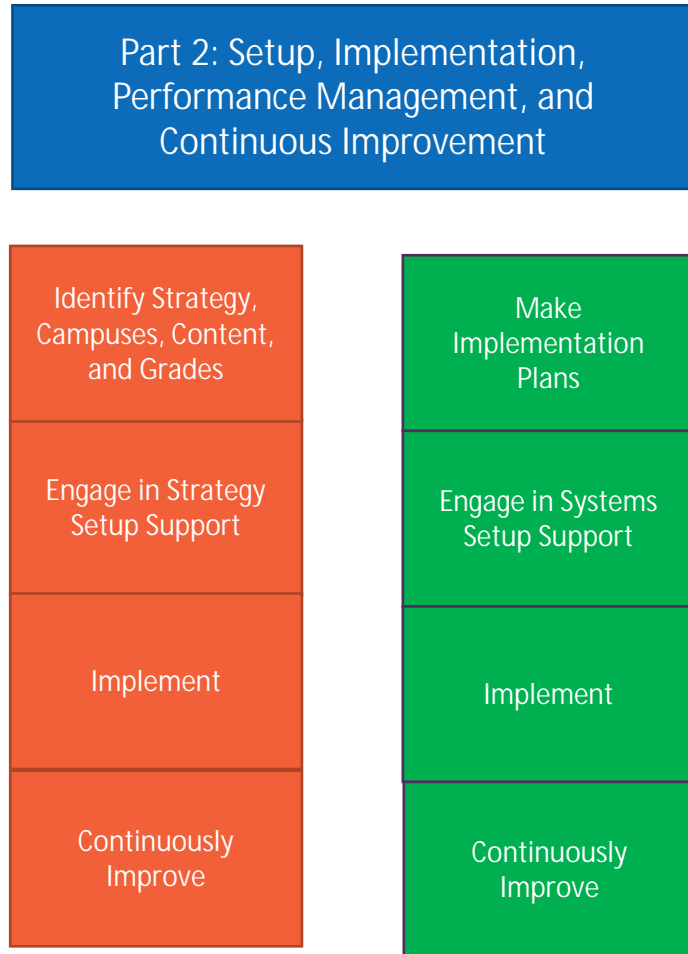 Part 2: Setup, Implementation,
Performance Management, and
Continuous Improvement
Identify Strategy,
Campuses, Content,
and Grades
Engage in Strategy
Setup Support
Implement
Continuously
Improve
Make
Implementation
Plans
Engage in Systems
Setup Support
Implement
Continuously
Improve